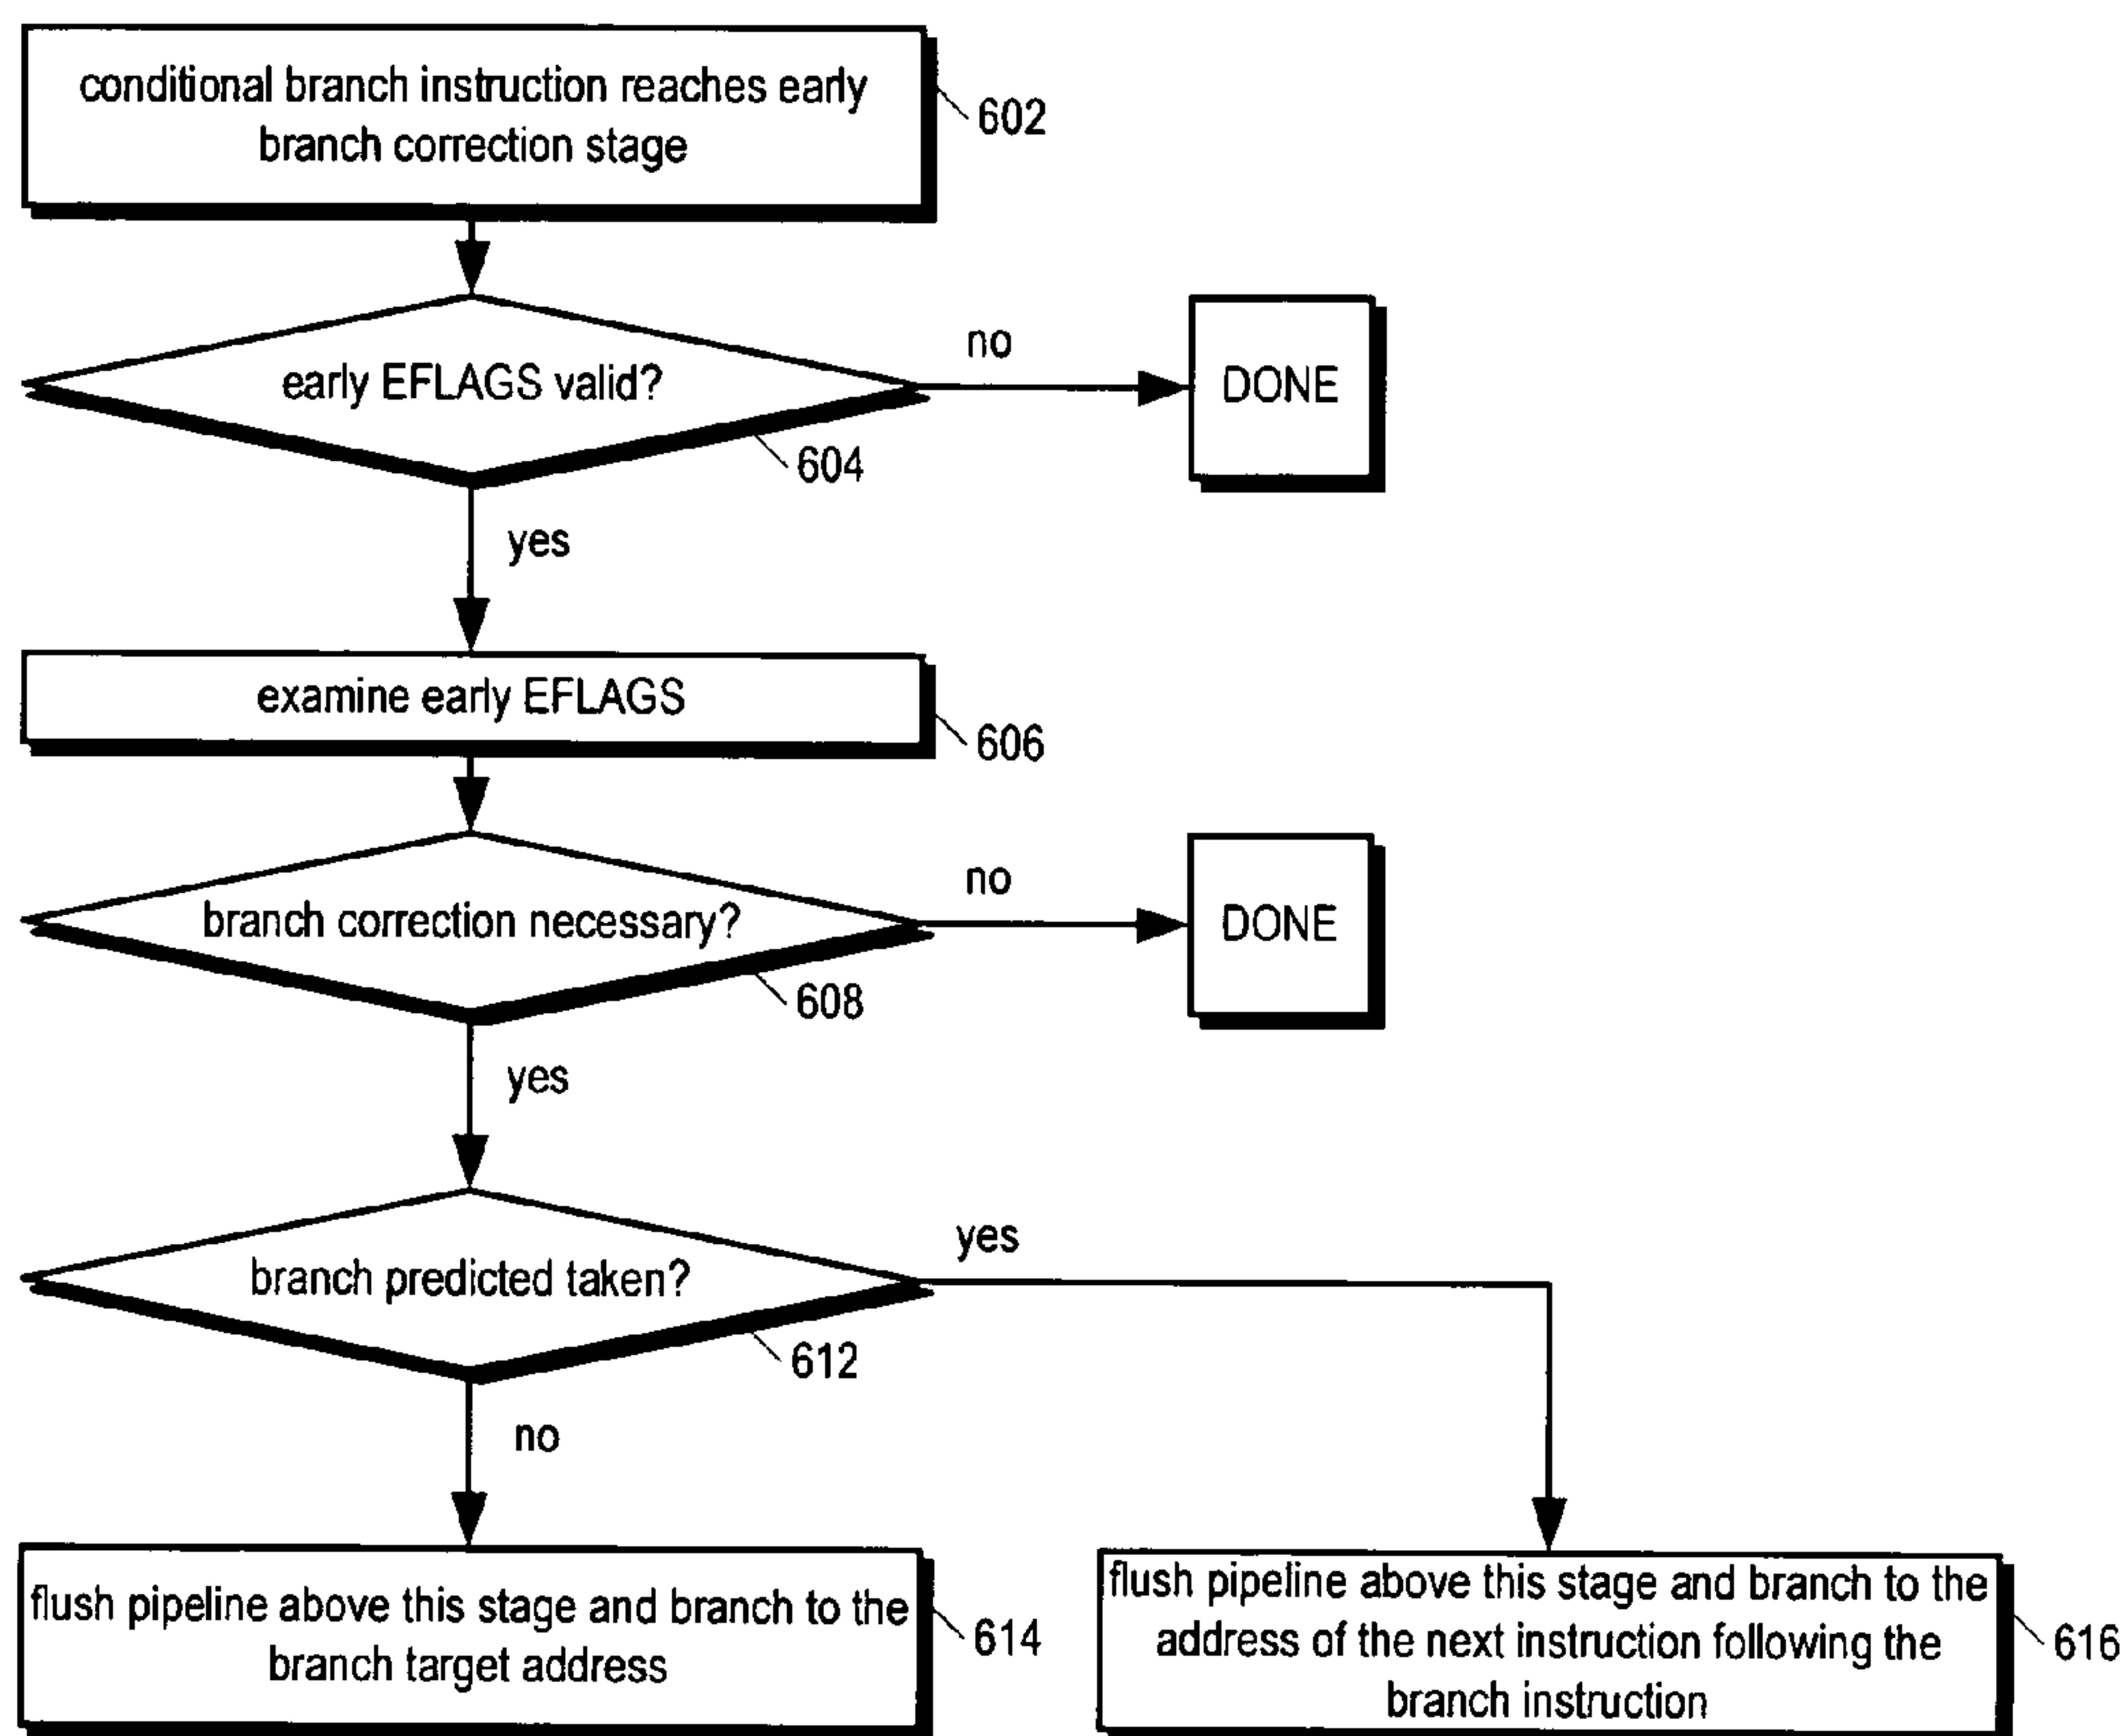 conditional branch instruction reaches early
branch correction stage
602
early EFLAGS valid?
no
DONE
604
yes
examine early EFLAGS
606
branch correction necessary?
no
DONE
608
yes
branch predicted taken?
yes
612
no
flush pipeline above this stage and branch to the
branch target address
614
flush pipeline above this stage and branch to the
address of the next instruction following the
branch instruction
616